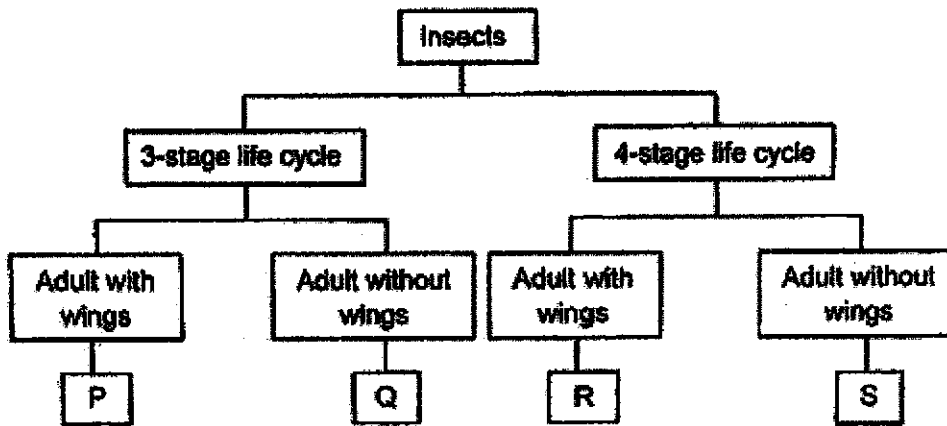 Insects
3-stage life cycle
4-stage life cycle
Adult with
wings
Adult without
wings
Adult with
wings
Adult without
wings
P
Q
R
S